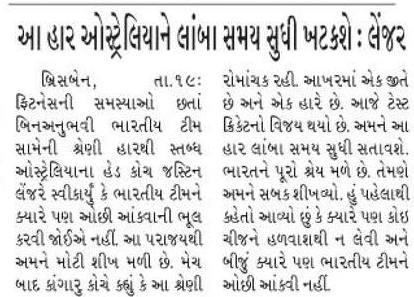 આ હાર ઓસ્ટ્રેલિયાને લાંબા સમય સુધી ખટકશે : લેંજર
બ્રિસબેન, તા.૧૯:
ફિટનેસની સમસ્યાઓ છતાં
બિનઅનુભવી ભારતીય ટીમ
સામેની શ્રેણી હારથી સ્તબ્ધ
ઓસ્ટ્રેલિયાના હેડ કોચ જસ્ટિન
લેંજરે સ્વીકાર્યું કે ભારતીય ટીમને
ક્યારે પણ ઓછી આંકવાની ભૂલ
કરવી જોઈએ નહીં. આ પરાજયથી
અમને મોટી શીખ મળી છે. મેચ
બાદ કાંગારુ કોચે કહ્યું કે આ શ્રેણી
રોમાંચક રહી. આખરમાં એક જીતે
છે અને એક હારે છે. આજે ટેસ્ટ
ક્રિકેટનો વિજય થયો છે. અમને આ
હાર લાંબા સમય સુધી સતાવશે.
ભારતને પૂરો શ્રેય મળે છે. તેમણે
અમને સબક શીખવ્યો. હું પહેલાથી
કહેતો આવ્યો છું કે ક્યારે પણ કોઇ
ચીજને હળવાશથી ન લેવી અને
બીજું ક્યારે પણ ભારતીય ટીમને
ઓછી આંકવી નહીં.